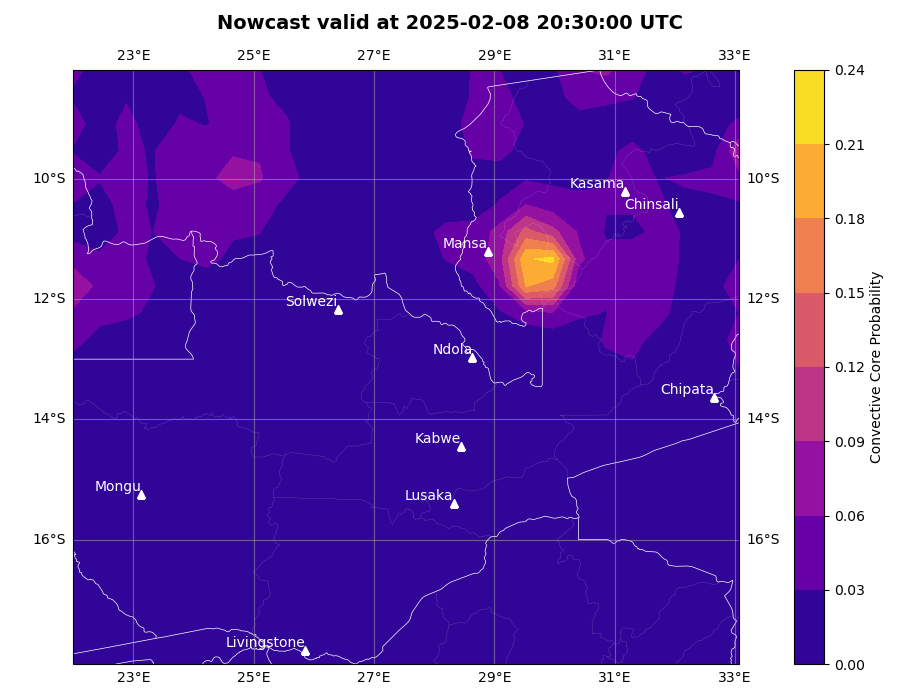 Nowcast valid at 2025-02-08 20:30:00 UTC
23°E 25°E 27°E 29°E 31°E 33°E
0.24
0.21
10°S Kasama 10°S
Chinsali
0.18
Mansa
12°S 0.15 12°S
Solwezi
Ndola
0.12
Chipata
14°S 14°S
Kabwe 0.09
Convective Core Probability
Mongu
Lusaka
0.06
16°S 16°S
0.03
Livingstone
0.00
23°E 25°E 27°E 29°E 31°E 33°E